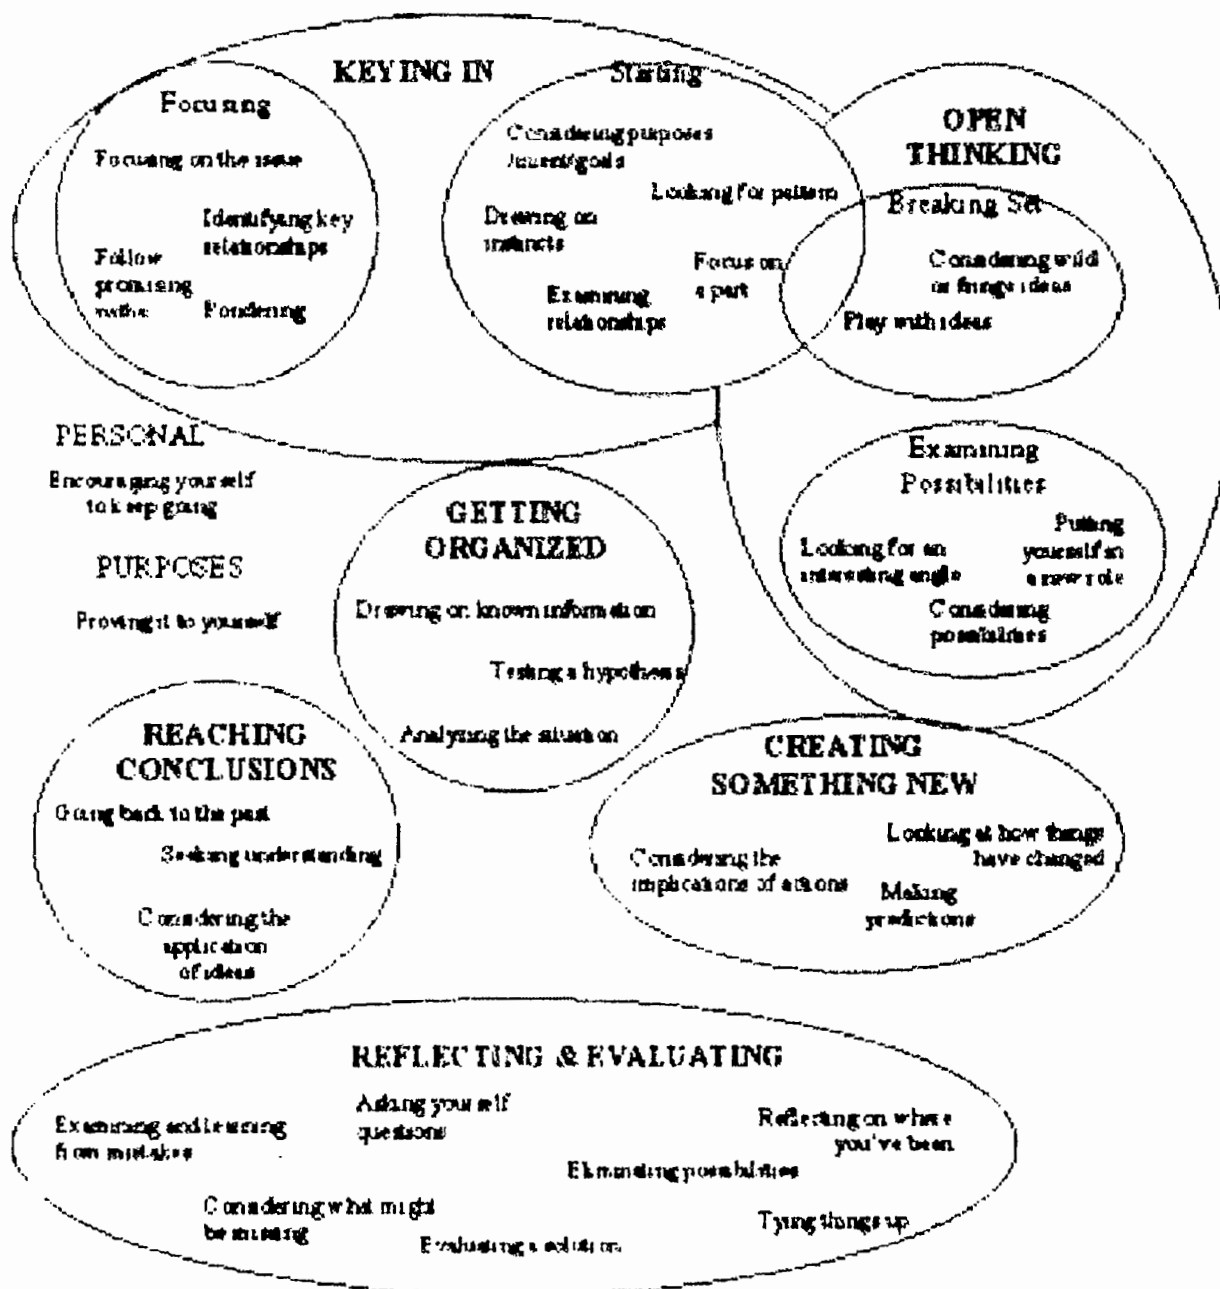 KEYING IN
Focusing
Focusing on the issue
Identifying key
relationships
Follow
promising
paths
Pondering
Starting
Considering purposes
/intent/goals
Looking for pattern
Drawing on
instincts
Focus on
a part
Examining
relationships
OPEN
THINKING
Breaking Set
Considering wild
or fringe ideas
Play with ideas
Examining
Possibilities
Putting
yourself in
a new role
Looking for an
interesting angle
Considering
possibilities
PERSONAL
Encouraging yourself
to keep going
PURPOSES
Proving it to yourself
GETTING
ORGANIZED
Drawing on known information
Testing a hypothesis
Analyzing the situation
REACHING
CONCLUSIONS
Going back to the past
Seeking understanding
Considering the
application
of ideas
CREATING
SOMETHING NEW
Looking at how things
have changed
Considering the
implications of actions
Making
predictions
REFLECTING & EVALUATING
Examining and learning
from mistakes
Asking yourself
questions
Reflecting on where
you've been
Eliminating possibilities
Considering what might
be missing
Evaluating a solution
Tying things up